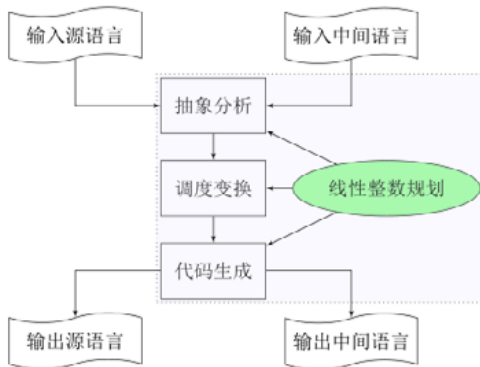 输入源语言
输入中间语言
抽象分析
调度变换
线性整数规划
代码生成
输出源语言
输出中间语言